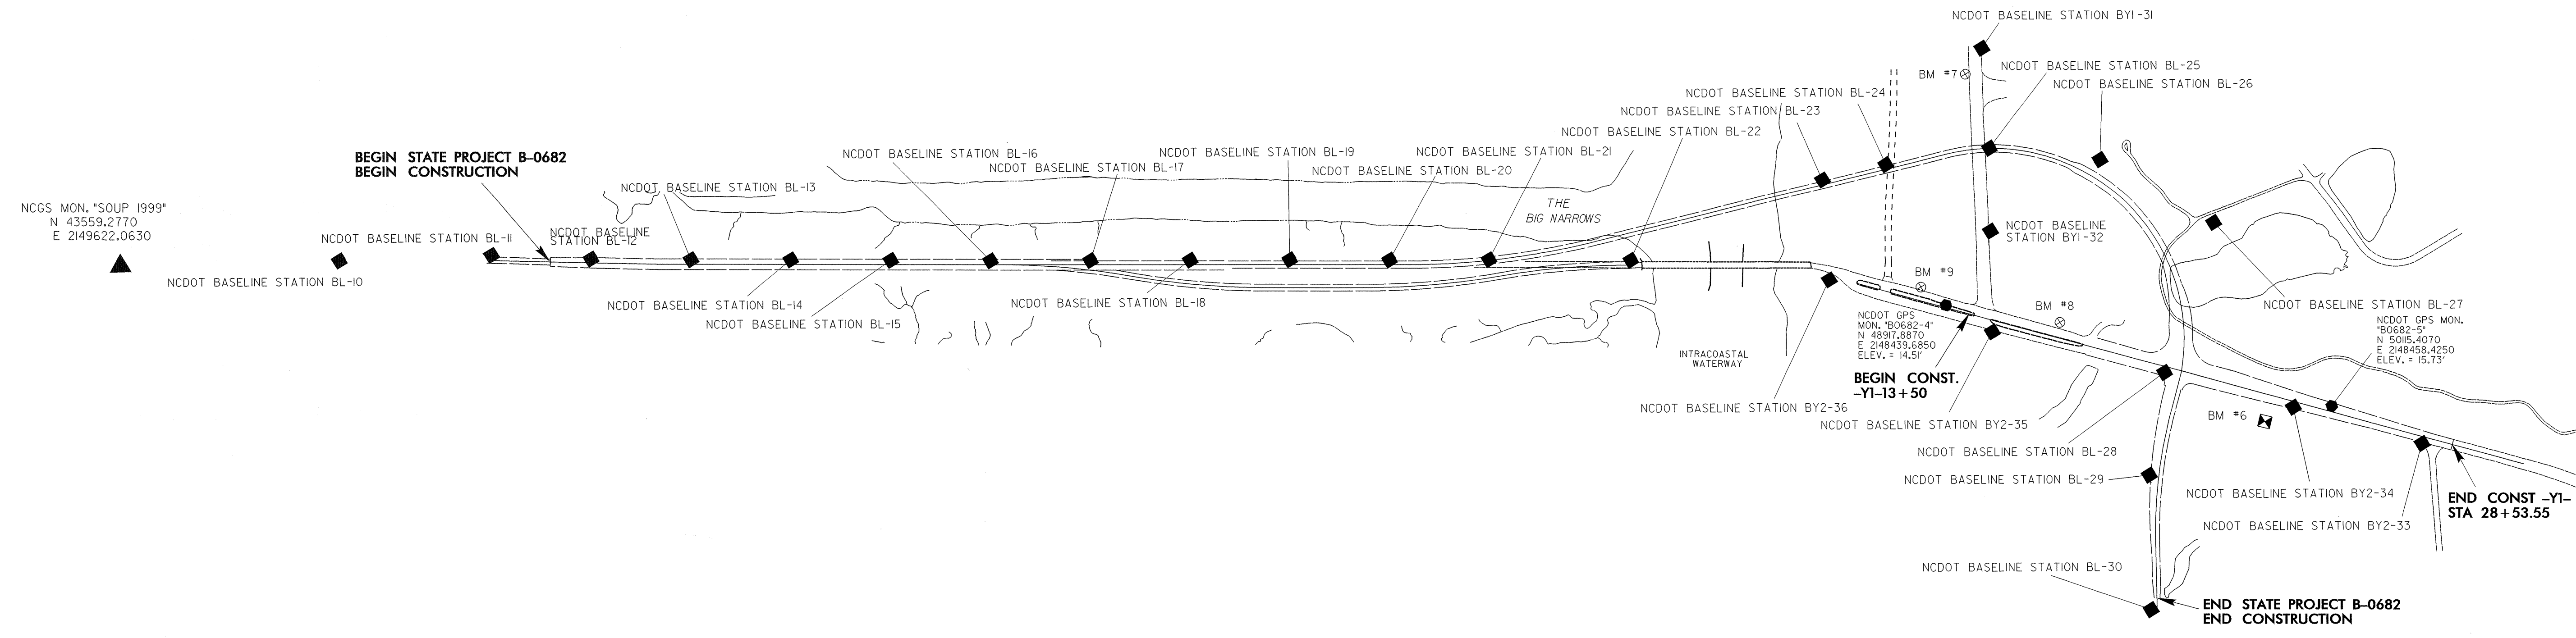 NCDOT BASELINE STATION BY1-31
NCDOT BASELINE STATION BL-25
BM #7
NCDOT BASELINE STATION BL-26
NCDOT BASELINE STATION BL-24
NCDOT BASELINE STATION BL-23
NCDOT BASELINE STATION BL-22
BEGIN STATE PROJECT B-0682
BEGIN CONSTRUCTION
NCDOT BASELINE STATION BL-16
NCDOT BASELINE STATION BL-17
NCDOT BASELINE STATION BL-19
NCDOT BASELINE STATION BL-20
NCDOT BASELINE STATION BL-21
NCDOT BASELINE STATION BL-13
NCGS MON. "SOUP 1999"
N 43559.2770
E 2149622.0630
THE
BIG NARROWS
NCDOT BASELINE STATION BL-11
NCDOT BASELINE
STATION BL-12
NCDOT BASELINE
STATION BY1-32
NCDOT BASELINE STATION BL-10
NCDOT BASELINE STATION BL-14
NCDOT BASELINE STATION BL-15
NCDOT BASELINE STATION BL-18
BM #9
BM #8
NCDOT BASELINE STATION BL-27
NCDOT GPS
MON. "B0682-4"
N 48917.8870
E 2148439.6850
ELEV. = 14.51'
NCDOT GPS MON.
"B0682-5"
N 50115.4070
E 2148458.4250
ELEV. = 15.73'
INTRACOASTAL
WATERWAY
BEGIN CONST.
-Y1-13+50
NCDOT BASELINE STATION BY2-36
NCDOT BASELINE STATION BY2-35
BM #6
NCDOT BASELINE STATION BL-28
NCDOT BASELINE STATION BL-29
NCDOT BASELINE STATION BY2-34
NCDOT BASELINE STATION BY2-33
END CONST -Y1-
STA 28+53.55
NCDOT BASELINE STATION BL-30
END STATE PROJECT B-0682
END CONSTRUCTION